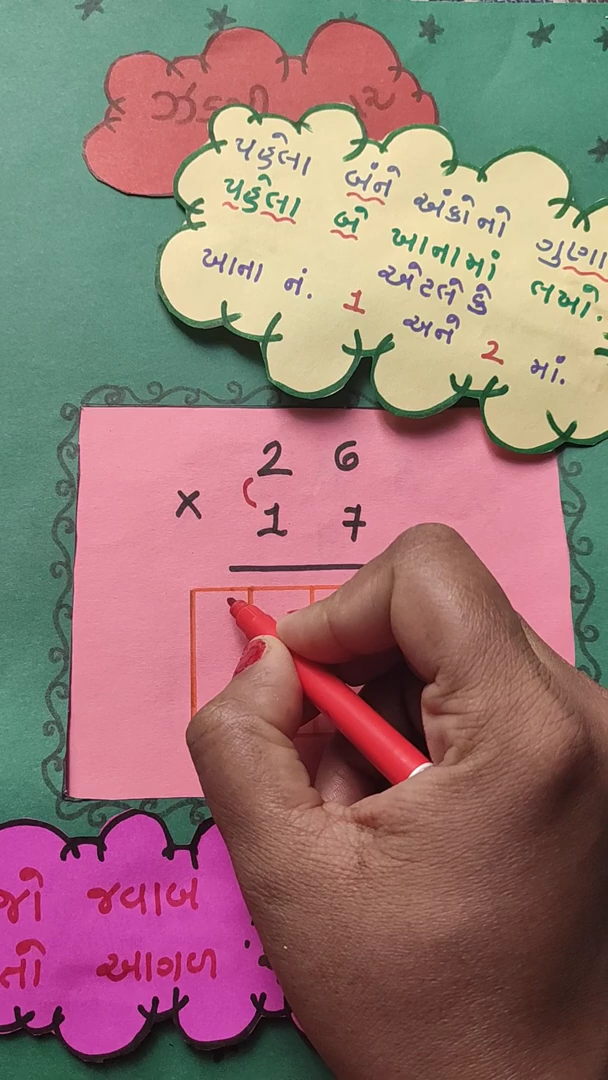 પહેલા બંને અંકોનો ગુણા
પહેલા બે ખાનામાં લખો.
ખાના નં. 1 એટલે કે
અને 2 માં.
2 6
x 1 7
જો જવાબ
તો આગળ